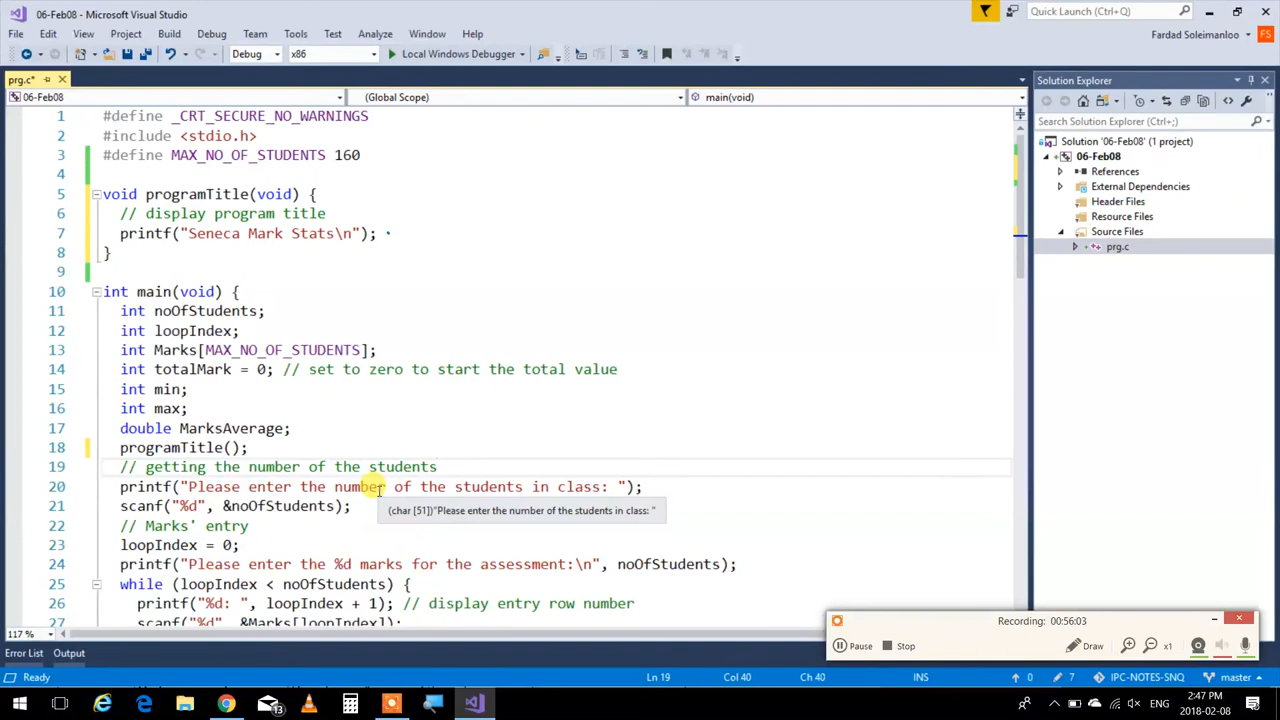 06-Feb08 - Microsoft Visual Studio
Quick Launch (Ctrl+Q)
File Edit View Project Build Debug Team Tools Test Analyze Window Help
Fardad Soleimanloo FS
Debug x86 Local Windows Debugger
prg.c*
Solution Explorer
06-Feb08 (Global Scope) main(void)
Search Solution Explorer (Ctrl+;)
Solution '06-Feb08' (1 project)
06-Feb08
References
External Dependencies
Header Files
Resource Files
Source Files
prg.c
1 #define _CRT_SECURE_NO_WARNINGS
2 #include <stdio.h>
3 #define MAX_NO_OF_STUDENTS 160
4
5 void programTitle(void) {
6 // display program title
7 printf("Seneca Mark Stats\n");
8 }
9
10 int main(void) {
11 int noOfStudents;
12 int loopIndex;
13 int Marks[MAX_NO_OF_STUDENTS];
14 int totalMark = 0; // set to zero to start the total value
15 int min;
16 int max;
17 double MarksAverage;
18 programTitle();
19 // getting the number of the students
20 printf("Please enter the number of the students in class: ");
21 scanf("%d", &noOfStudents);
(char [51])"Please enter the number of the students in class: "
22 // Marks' entry
23 loopIndex = 0;
24 printf("Please enter the %d marks for the assessment:\n", noOfStudents);
25 while (loopIndex < noOfStudents) {
26 printf("%d: ", loopIndex + 1); // display entry row number
27 scanf("%d", &Marks[loopIndex]);
117 %
Recording: 00:56:03
Pause Stop Draw x1
Error List Output
Ready Ln 19 Col 40 Ch 40 INS 0 7 IPC-NOTES-SNQ master
13
ENG
2:47 PM
2018-02-08